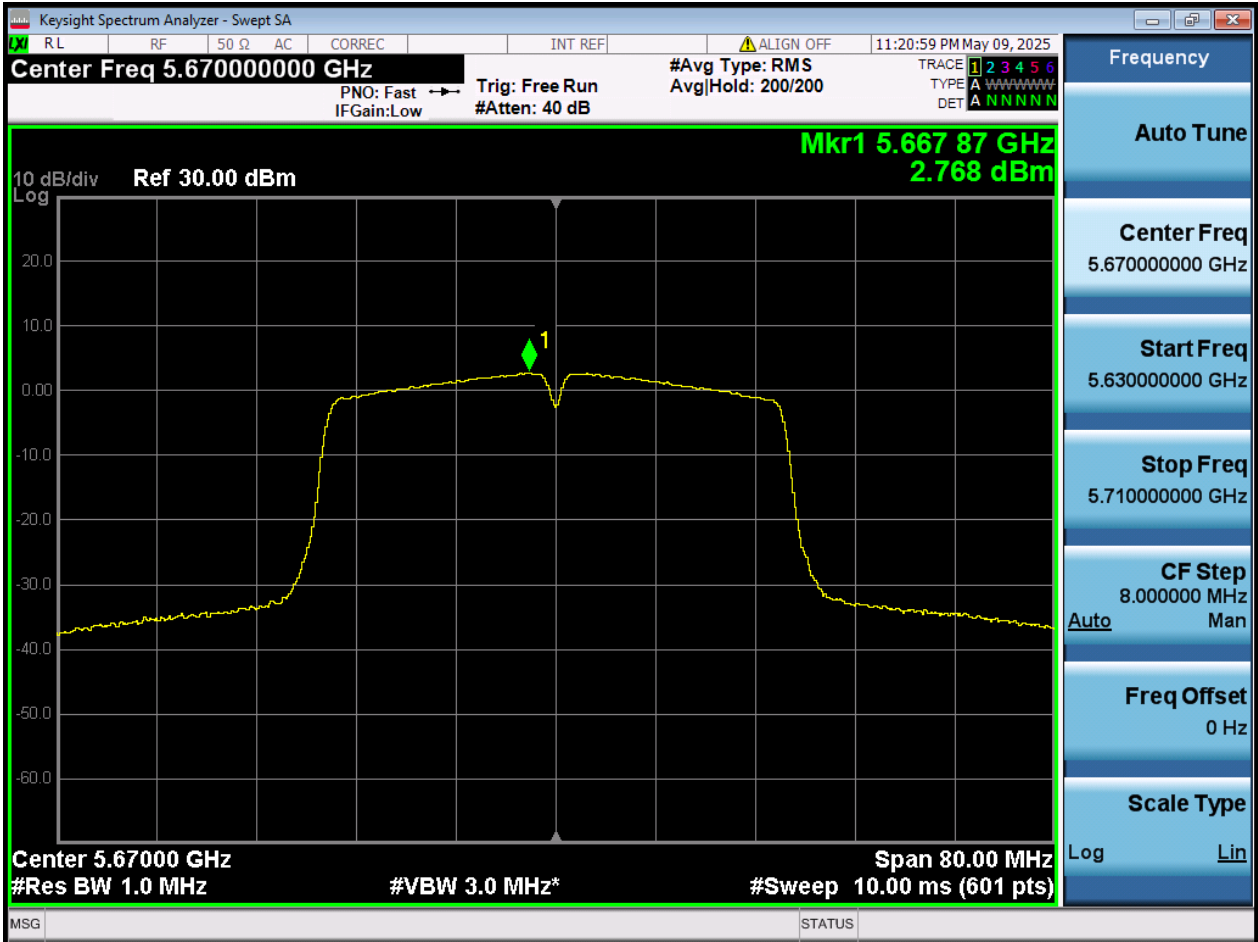 Keysight Spectrum Analyzer - Swept SA
LXI RL RF 50 Ω AC CORREC INT REF ALIGN OFF 11:20:59 PM May 09, 2025
Center Freq 5.670000000 GHz
PNO: Fast
IFGain:Low
Trig: Free Run
#Atten: 40 dB
#Avg Type: RMS
Avg|Hold: 200/200
TRACE 1 2 3 4 5 6
TYPE A WWWWW
DET A N N N N N
Mkr1 5.667 87 GHz
2.768 dBm
10 dB/div Ref 30.00 dBm
Log
20.0
10.0
0.00
-10.0
-20.0
-30.0
-40.0
-50.0
-60.0
1
Center 5.67000 GHz
Span 80.00 MHz
#Res BW 1.0 MHz
#VBW 3.0 MHz*
#Sweep 10.00 ms (601 pts)
MSG
STATUS
Frequency
Auto Tune
Center Freq
5.670000000 GHz
Start Freq
5.630000000 GHz
Stop Freq
5.710000000 GHz
CF Step
8.000000 MHz
Auto Man
Freq Offset
0 Hz
Scale Type
Log Lin